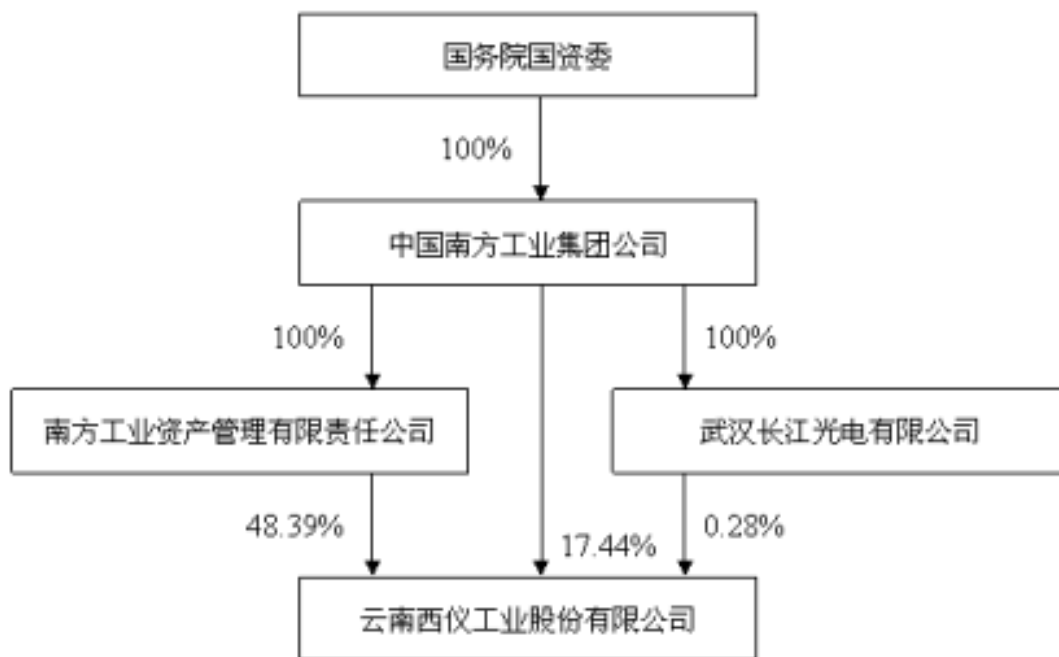 国务院国资委
100%
中国南方工业集团公司
100%
100%
南方工业资产管理有限责任公司
武汉长江光电有限公司
48.39%
17.44%
0.28%
云南西仪工业股份有限公司